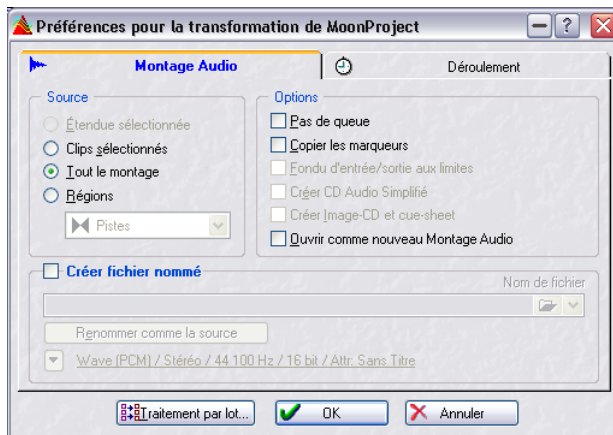 Préférences pour la transformation de MoonProject
Montage Audio
Déroulement
Source
Étendue sélectionnée
Clips sélectionnés
Tout le montage
Régions
Pistes
Options
Pas de queue
Copier les marqueurs
Fondu d'entrée/sortie aux limites
Créer CD Audio Simplifié
Créer Image-CD et cue-sheet
Ouvrir comme nouveau Montage Audio
Créer fichier nommé
Nom de fichier
Renommer comme la source
Wave (PCM) / Stéréo / 44 100 Hz / 16 bit / Attr. Sans Titre
Traitement par lot...
OK
Annuler